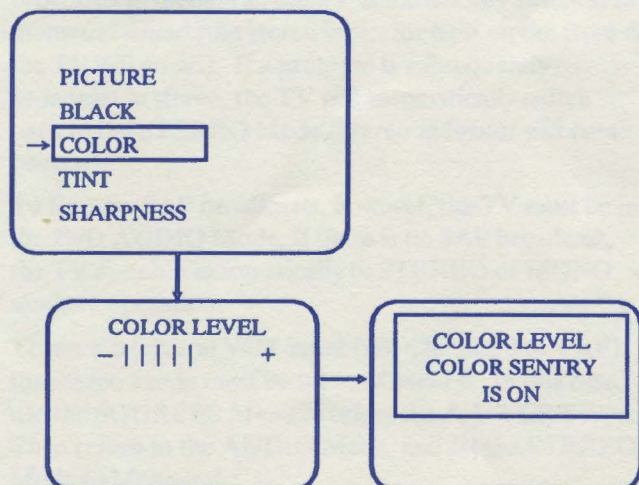 PICTURE
BLACK
COLOR
TINT
SHARPNESS
COLOR LEVEL
– | | | | | +
COLOR LEVEL
COLOR SENTRY
IS ON